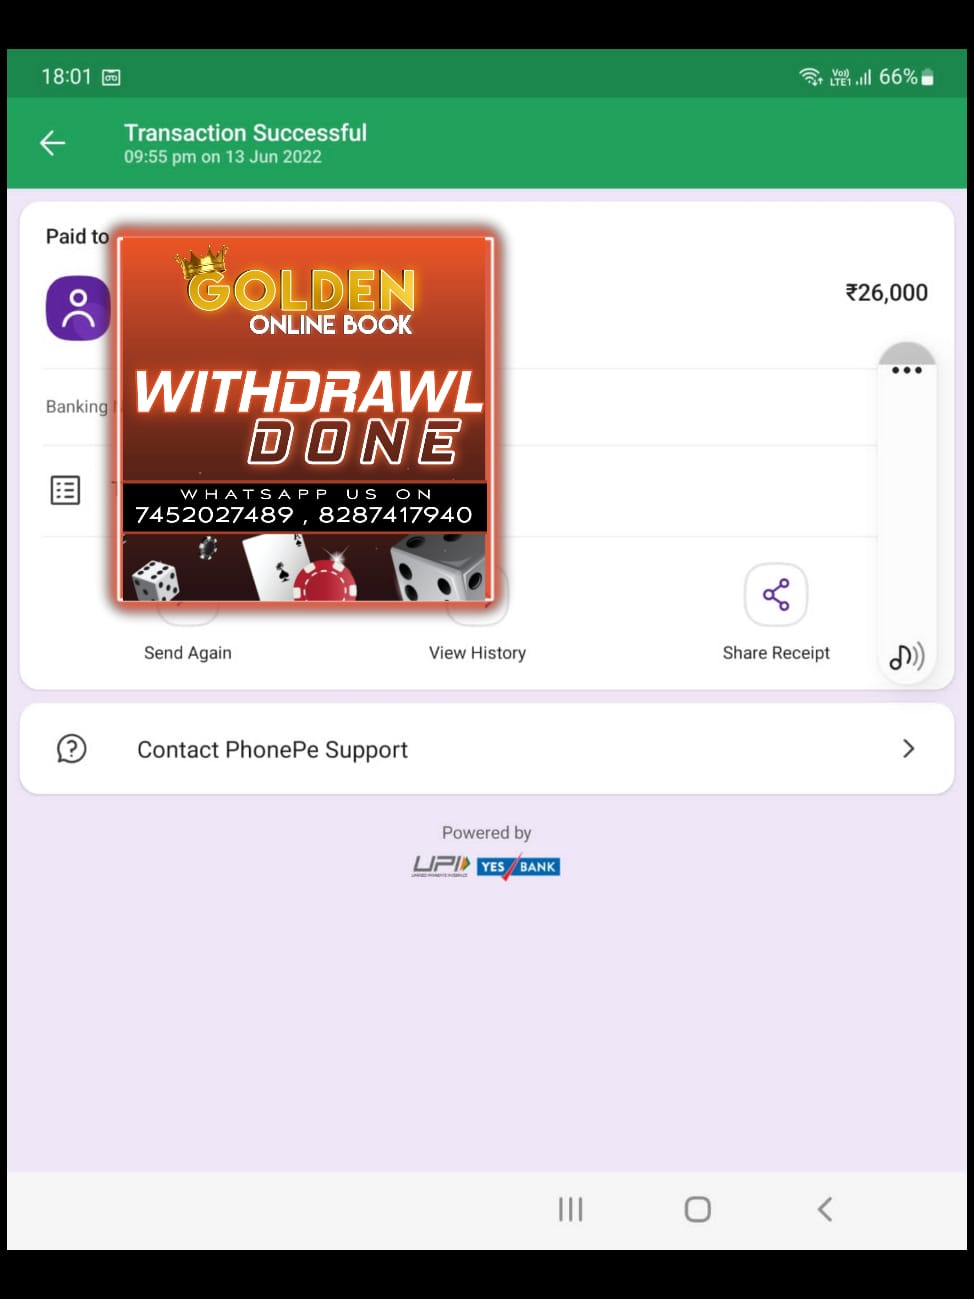 18:01
Vo)) LTE1 66%
Transaction Successful
09:55 pm on 13 Jun 2022
Paid to
₹26,000
GOLDEN
ONLINE BOOK
WITHDRAWL
DONE
WHATSAPP US ON
7452027489 , 8287417940
Banking
Send Again
View History
Share Receipt
Contact PhonePe Support
Powered by
UPI YES BANK